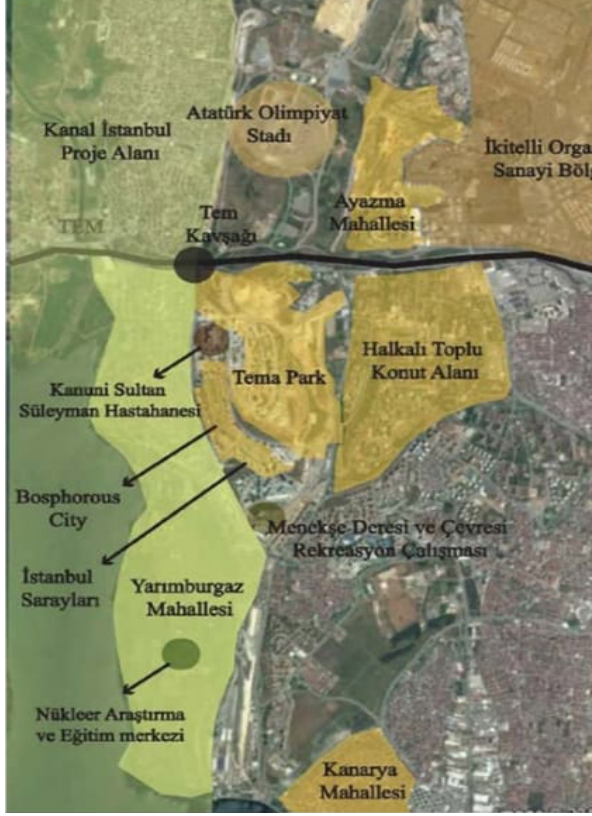 Kanal İstanbul
Proje Alanı
Atatürk Olimpiyat
Stadı
İkitelli Orga
Sanayi Bölg
Ayazma
Mahallesi
Tem
Kavşağı
TEM
Tema Park
Halkalı Toplu
Konut Alanı
Kanuni Sultan
Süleyman Hastahanesi
Bosphorous
City
Menekşe Deresi ve Çevresi
Rekreasyon Çalışması
İstanbul
Sarayları
Yarımburgaz
Mahallesi
Nükleer Araştırma
ve Eğitim merkezi
Kanarya
Mahallesi